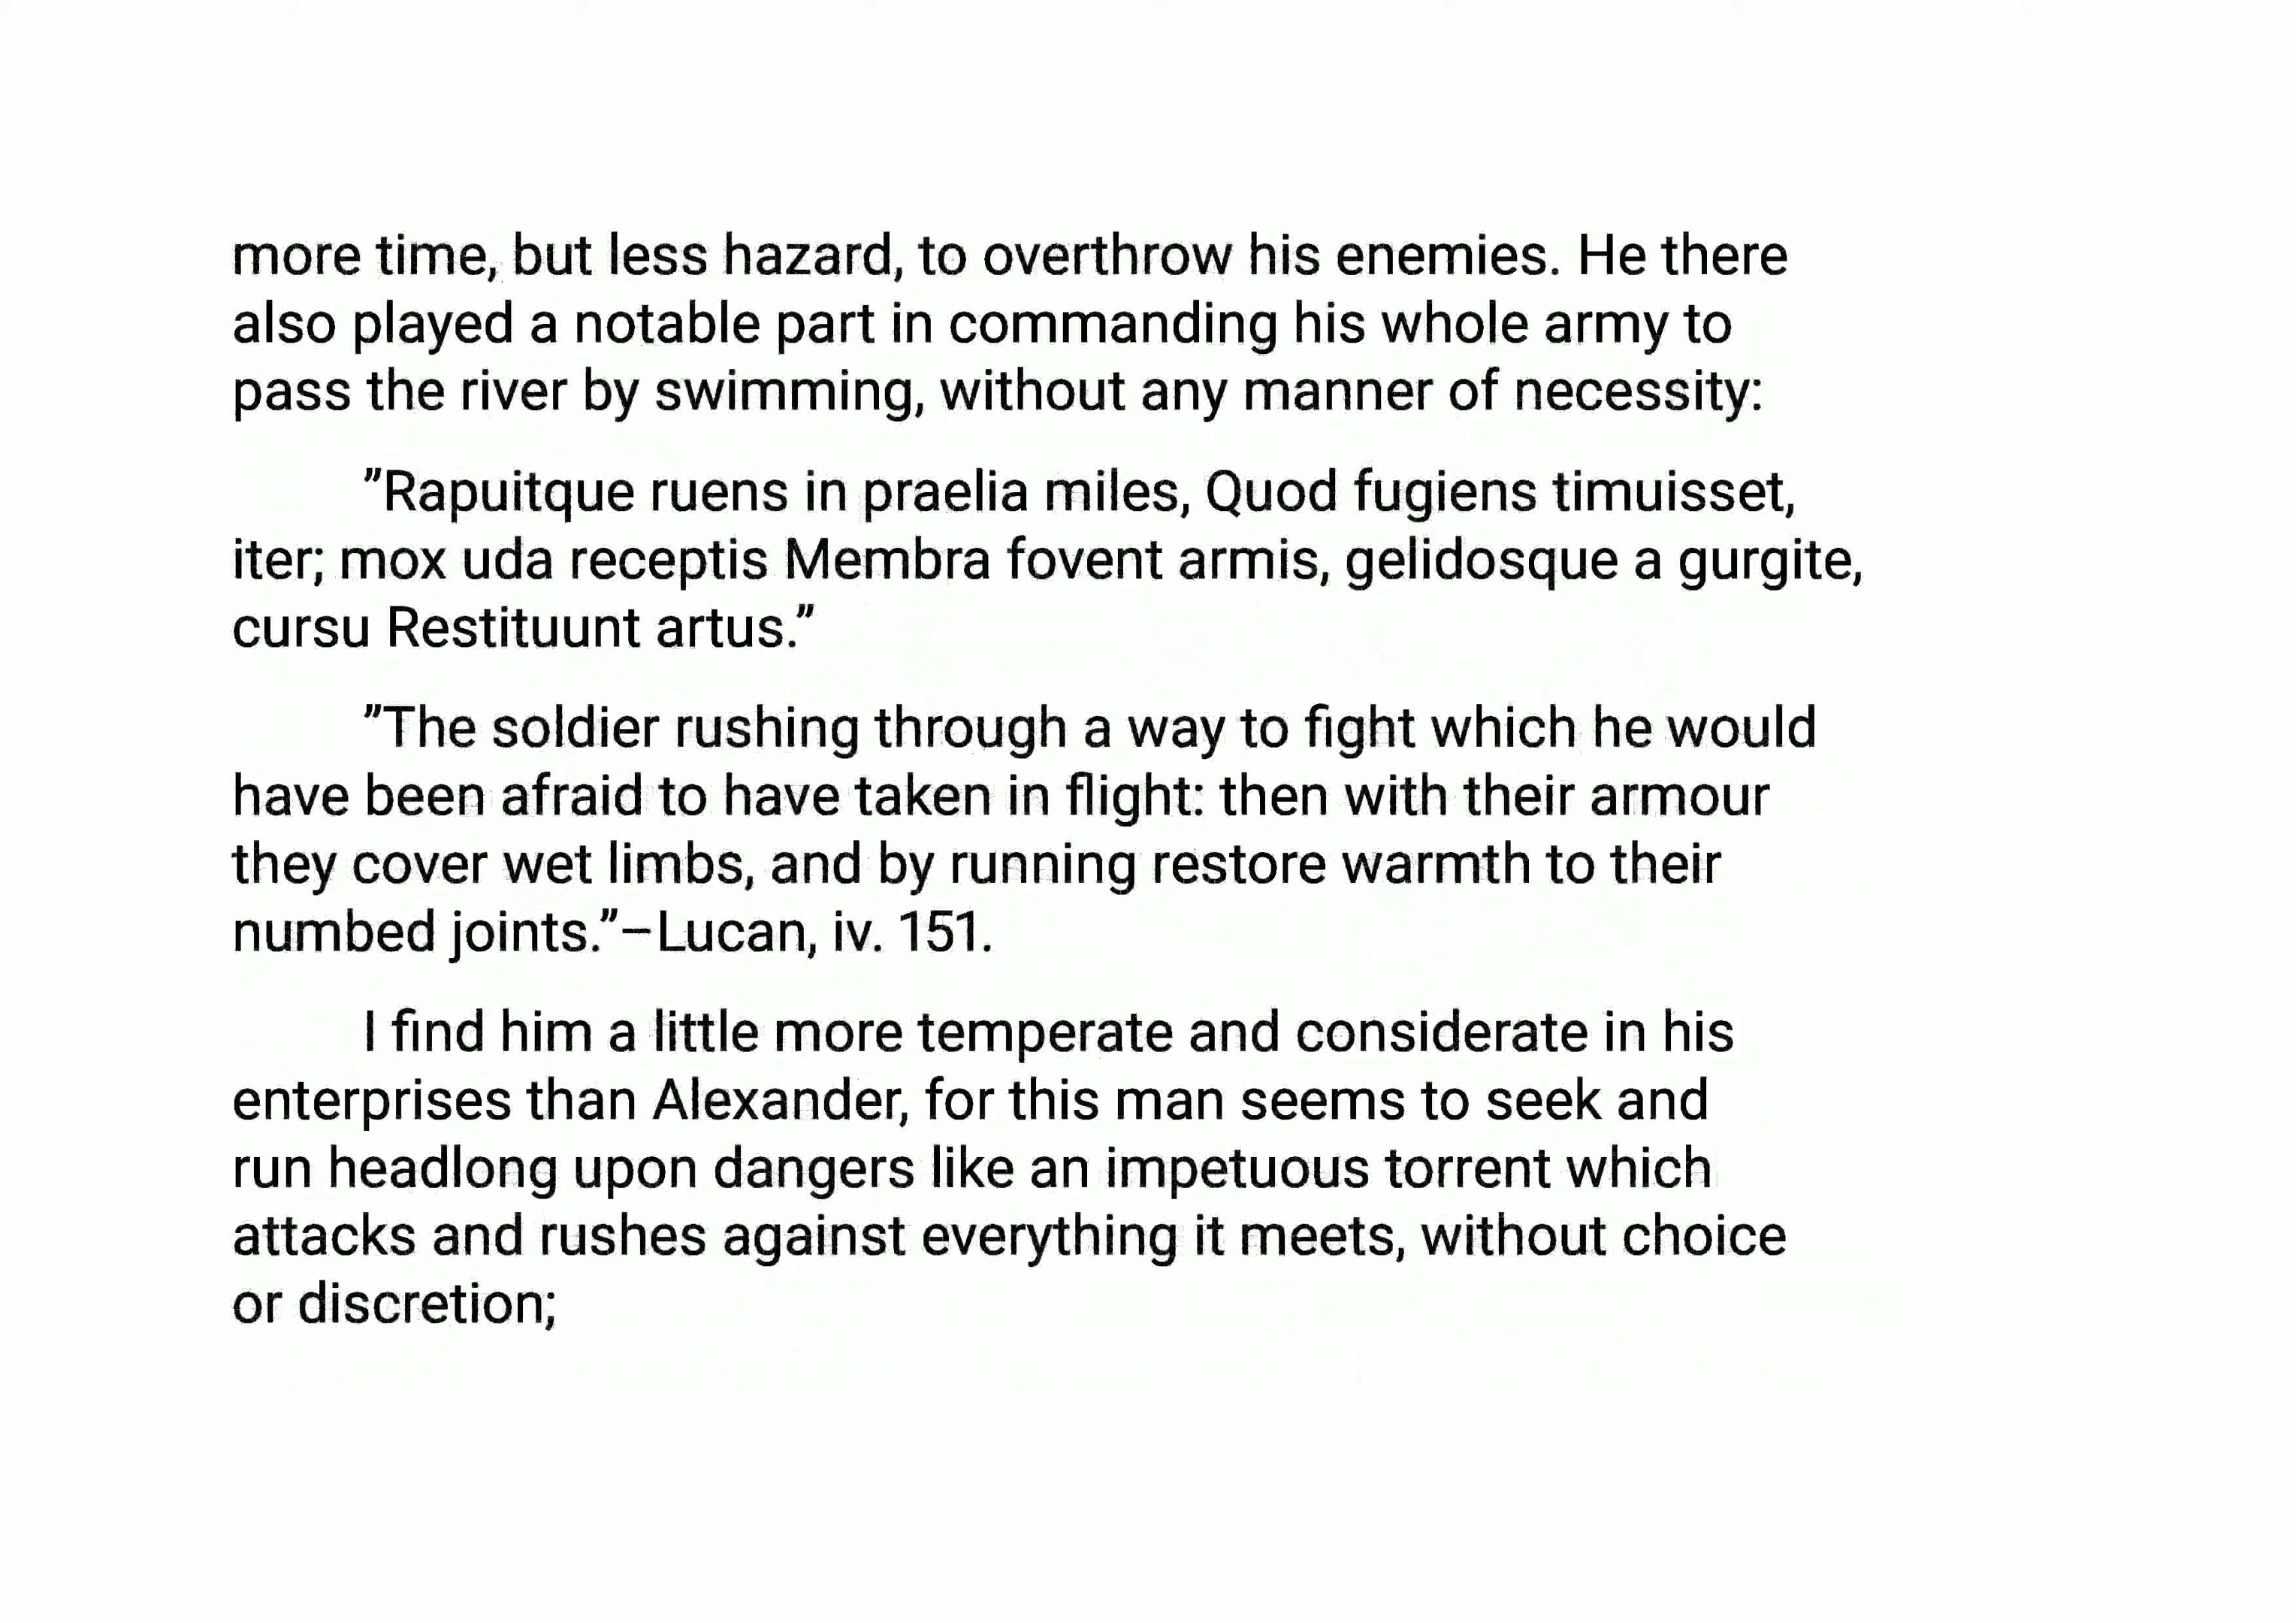 more time, but less hazard, to overthrow his enemies. He there
also played a notable part in commanding his whole army to
pass the river by swimming, without any manner of necessity:
”Rapuitque ruens in praelia miles, Quod fugiens timuisset,
iter; mox uda receptis Membra fovent armis, gelidosque a gurgite,
cursu Restituunt artus.”
”The soldier rushing through a way to fight which he would
have been afraid to have taken in flight: then with their armour
they cover wet limbs, and by running restore warmth to their
numbed joints.”–Lucan, iv. 151.
I find him a little more temperate and considerate in his
enterprises than Alexander, for this man seems to seek and
run headlong upon dangers like an impetuous torrent which
attacks and rushes against everything it meets, without choice
or discretion;